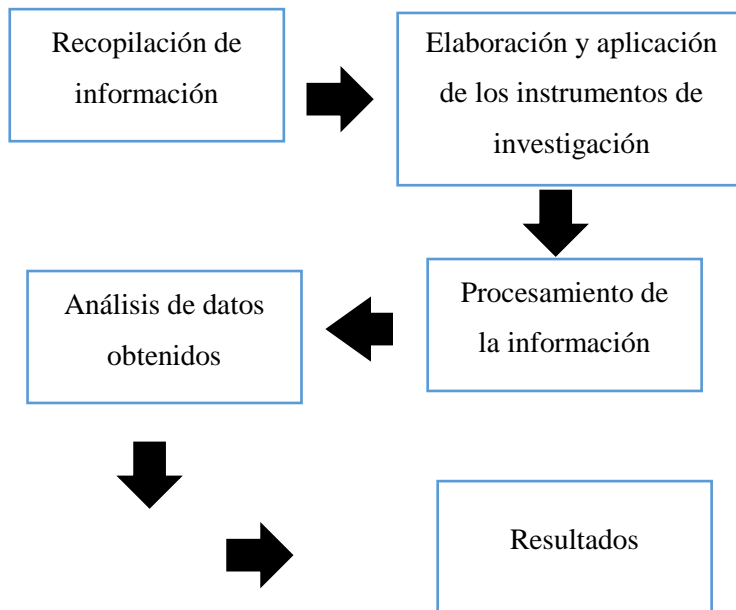 Recopilación de
información
Elaboración y aplicación
de los instrumentos de
investigación
Procesamiento de
la información
Análisis de datos
obtenidos
Resultados